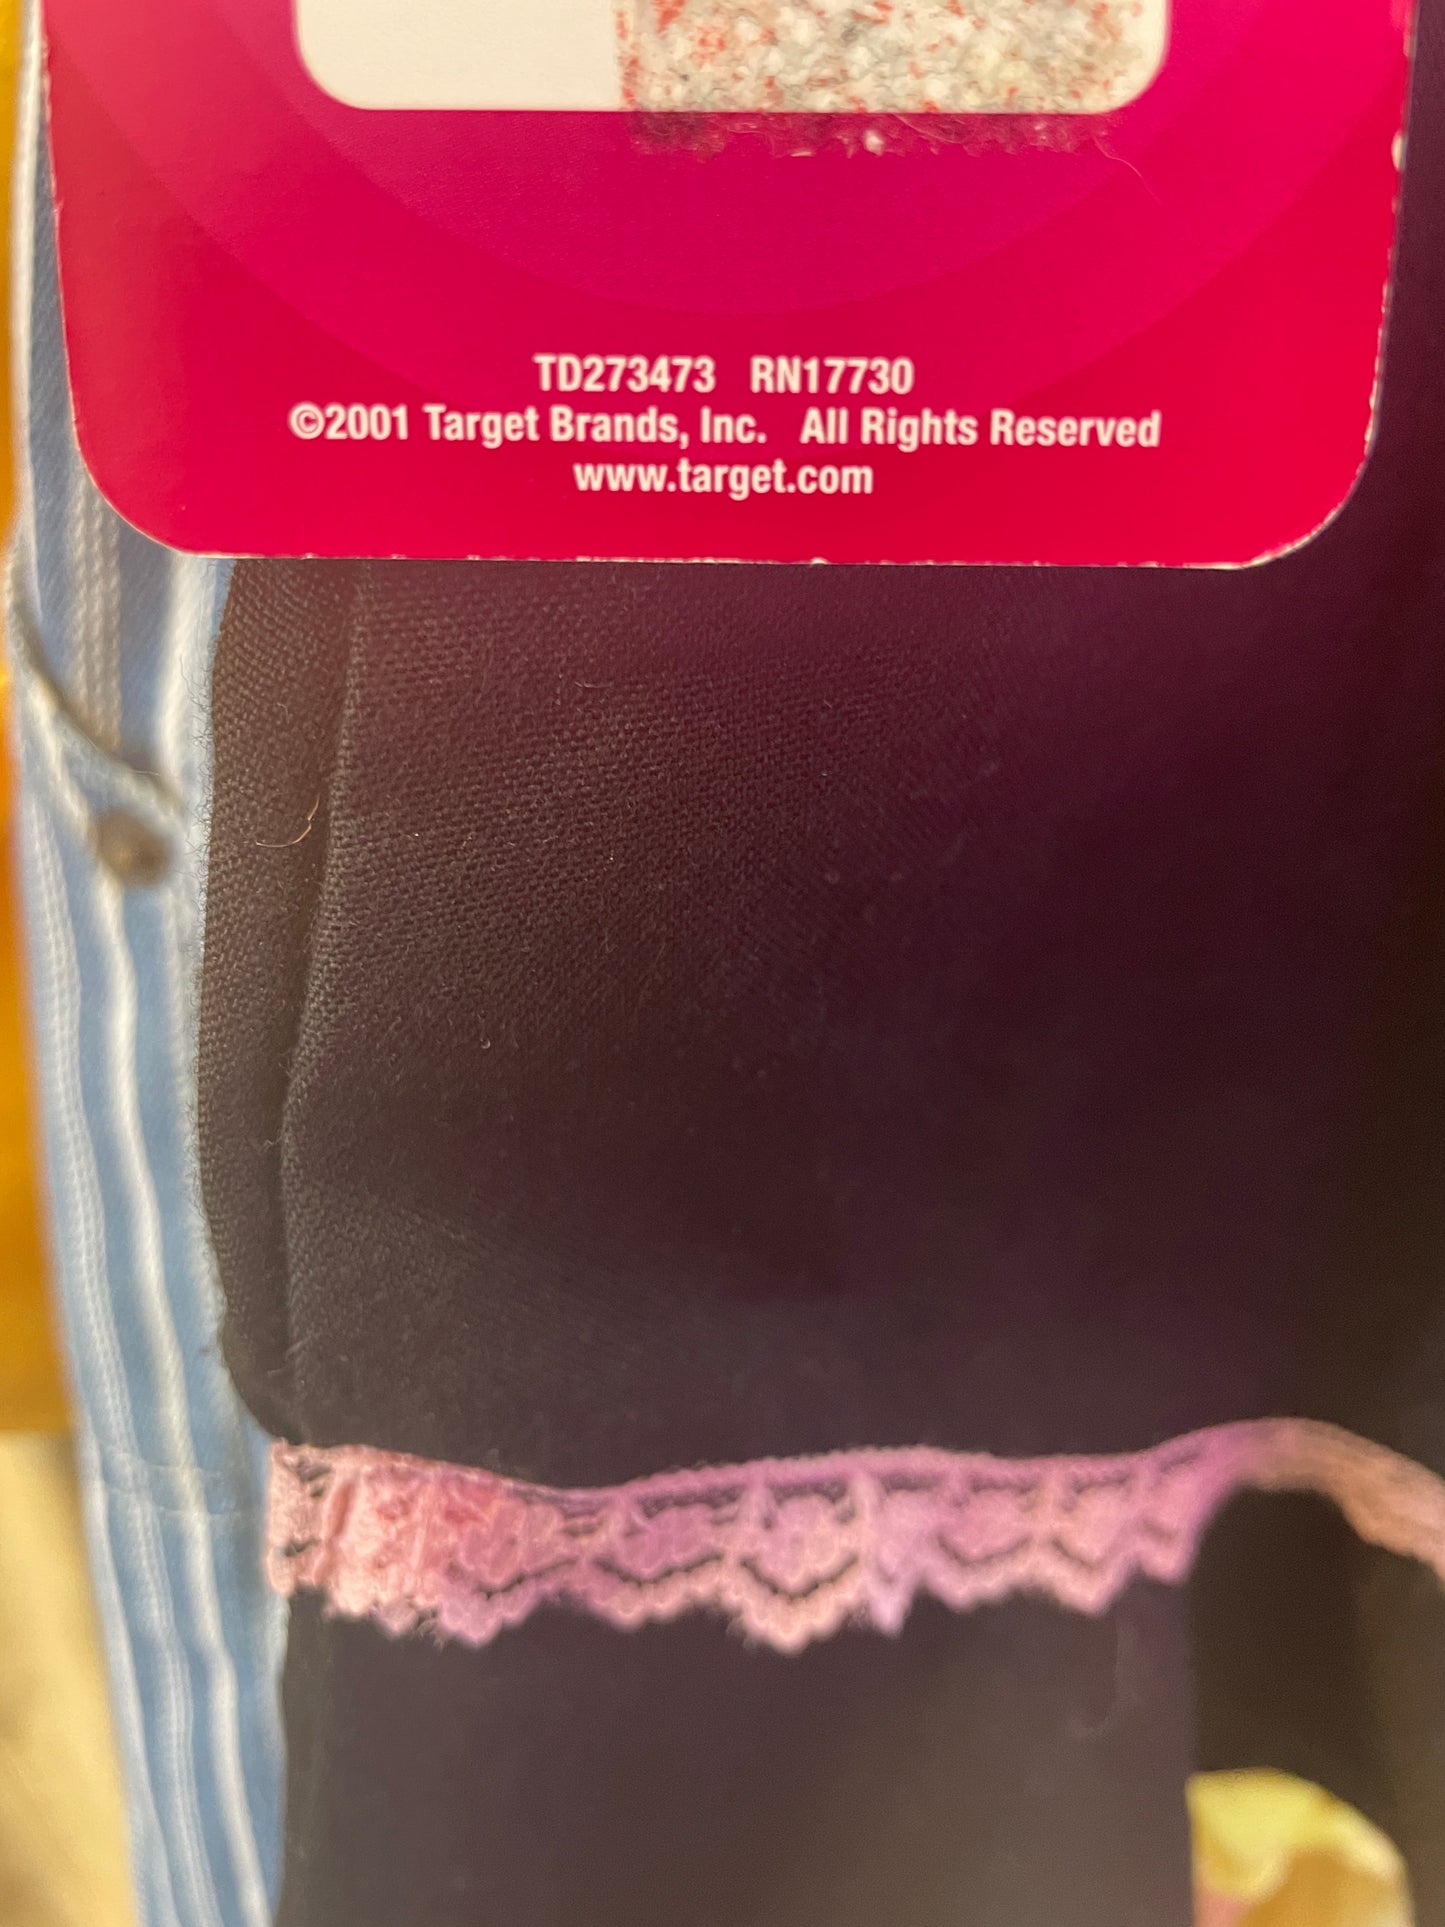 TD273473 RN17730
©2001 Target Brands, Inc. All Rights Reserved
www.target.com